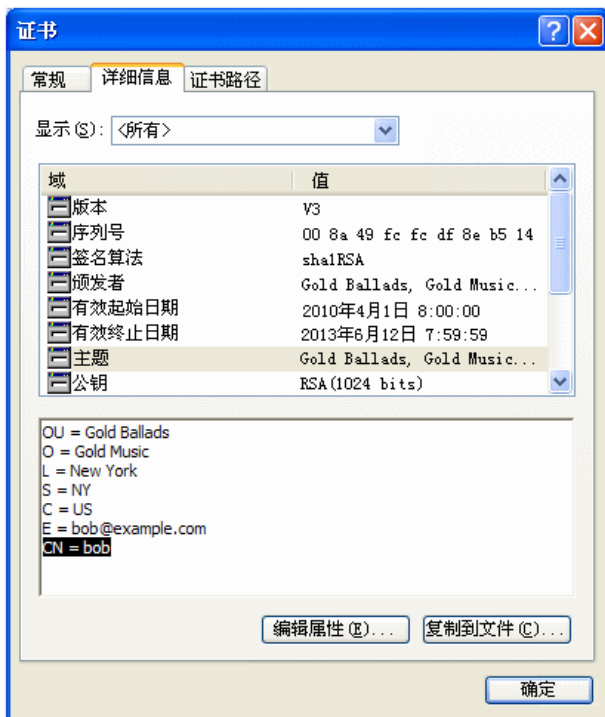 证书
常规 详细信息 证书路径
显示(S): <所有>
域 值
版本 V3
序列号 00 8a 49 fc fc df 8e b5 14
签名算法 sha1RSA
颁发者 Gold Ballads, Gold Music...
有效起始日期 2010年4月1日 8:00:00
有效终止日期 2013年6月12日 7:59:59
主题 Gold Ballads, Gold Music...
公钥 RSA(1024 bits)
OU = Gold Ballads
O = Gold Music
L = New York
S = NY
C = US
E = bob@example.com
CN = bob
编辑属性(E)... 复制到文件(C)...
确定